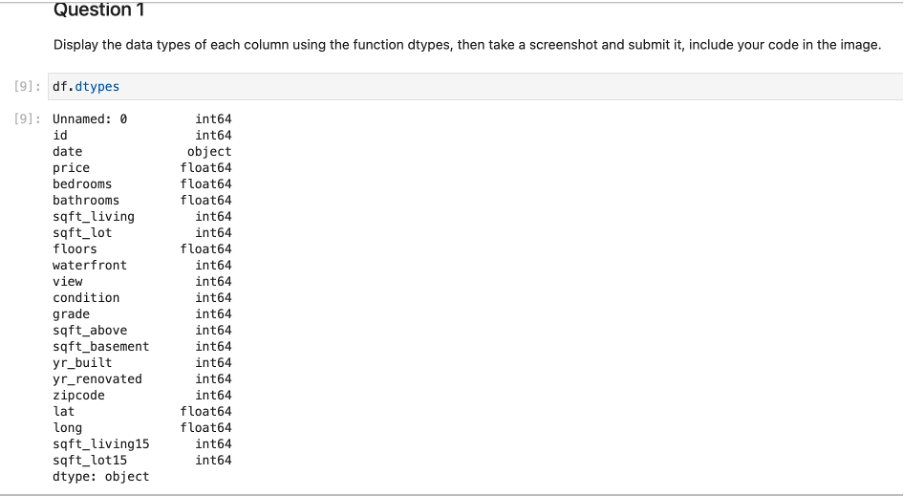 Question 1
Display the data types of each column using the function dtypes, then take a screenshot and submit it, include your code in the image.
[9]: df.dtypes
[9]: Unnamed: 0 int64
id int64
date object
price float64
bedrooms float64
bathrooms float64
sqft_living int64
sqft_lot int64
floors float64
waterfront int64
view int64
condition int64
grade int64
sqft_above int64
sqft_basement int64
yr_built int64
yr_renovated int64
zipcode int64
lat float64
long float64
sqft_living15 int64
sqft_lot15 int64
dtype: object